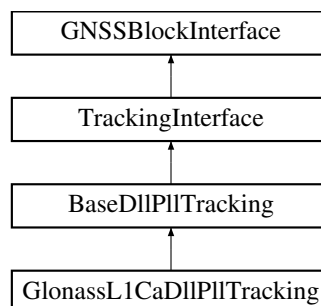 GNSSBlockInterface
TrackingInterface
BaseDllPllTracking
GlonassL1CaDllPllTracking